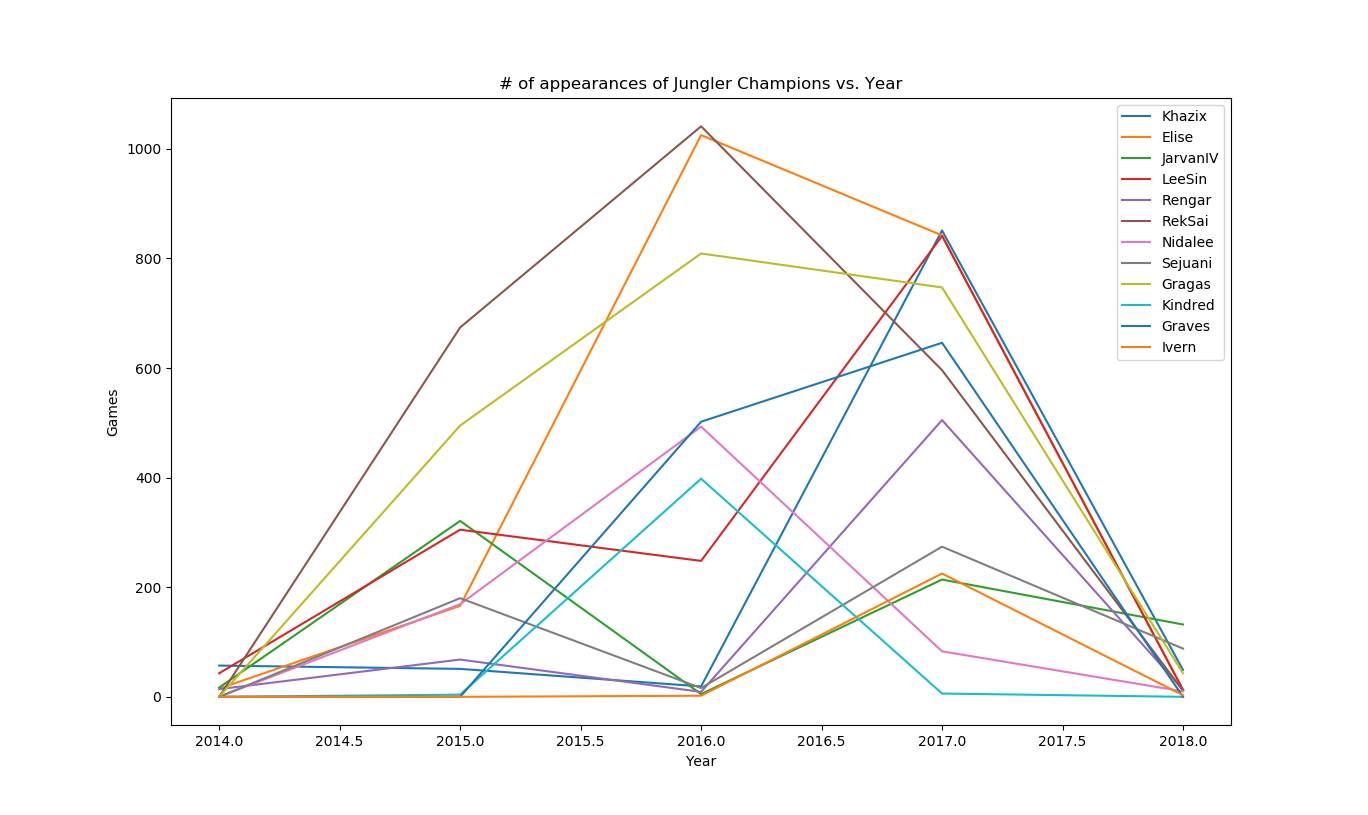 # of appearances of Jungler Champions vs. Year
Khazix
Elise
JarvanIV
LeeSin
Rengar
RekSai
Nidalee
Sejuani
Gragas
Kindred
Graves
Ivern
1000
800
600
400
200
0
Games
2014.0 2014.5 2015.0 2015.5 2016.0 2016.5 2017.0 2017.5 2018.0
Year